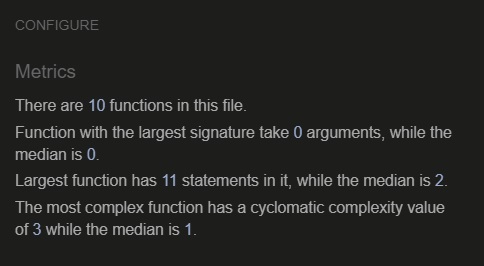 CONFIGURE
Metrics
There are 10 functions in this file.
Function with the largest signature take 0 arguments, while the
median is 0.
Largest function has 11 statements in it, while the median is 2.
The most complex function has a cyclomatic complexity value
of 3 while the median is 1.